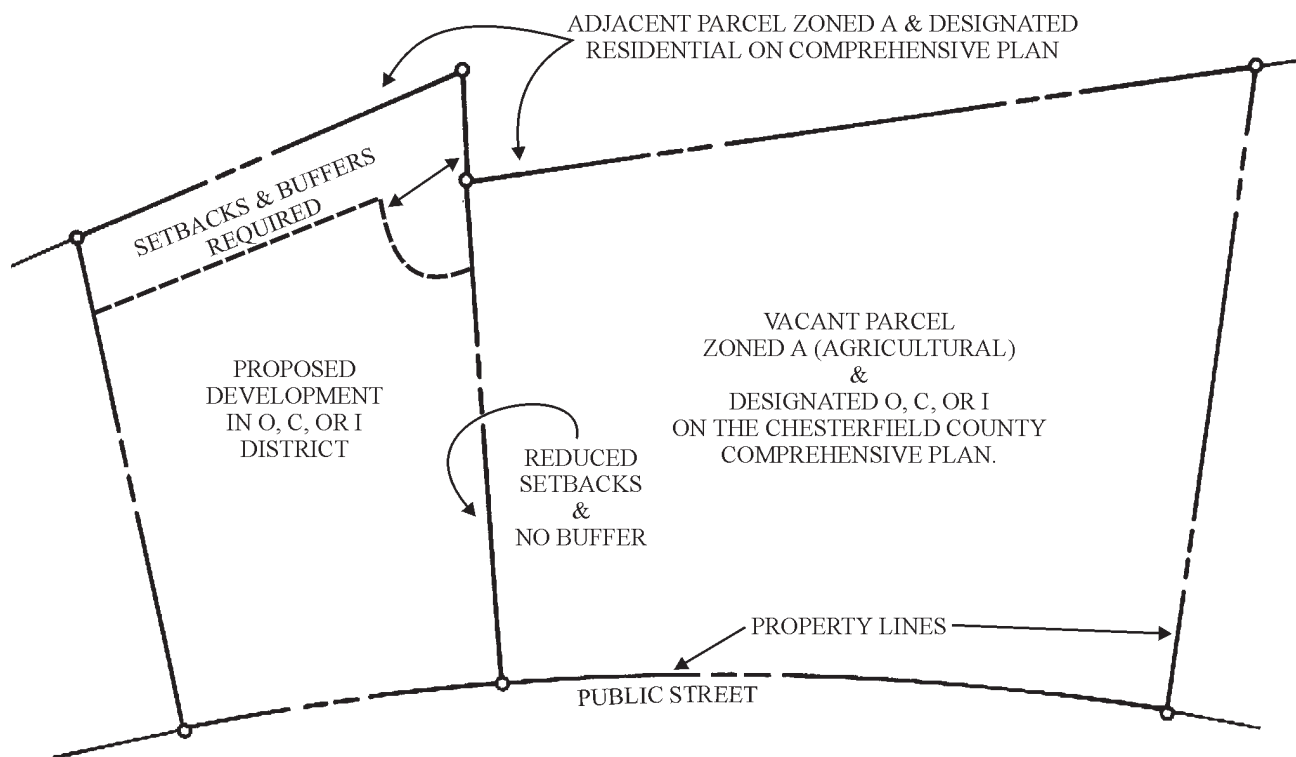 ADJACENT PARCEL ZONED A & DESIGNATED
RESIDENTIAL ON COMPREHENSIVE PLAN
SETBACKS & BUFFERS
REQUIRED
PROPOSED
DEVELOPMENT
IN O, C, OR I
DISTRICT
VACANT PARCEL
ZONED A (AGRICULTURAL)
&
DESIGNATED O, C, OR I
ON THE CHESTERFIELD COUNTY
COMPREHENSIVE PLAN.
REDUCED
SETBACKS
&
NO BUFFER
PROPERTY LINES
PUBLIC STREET